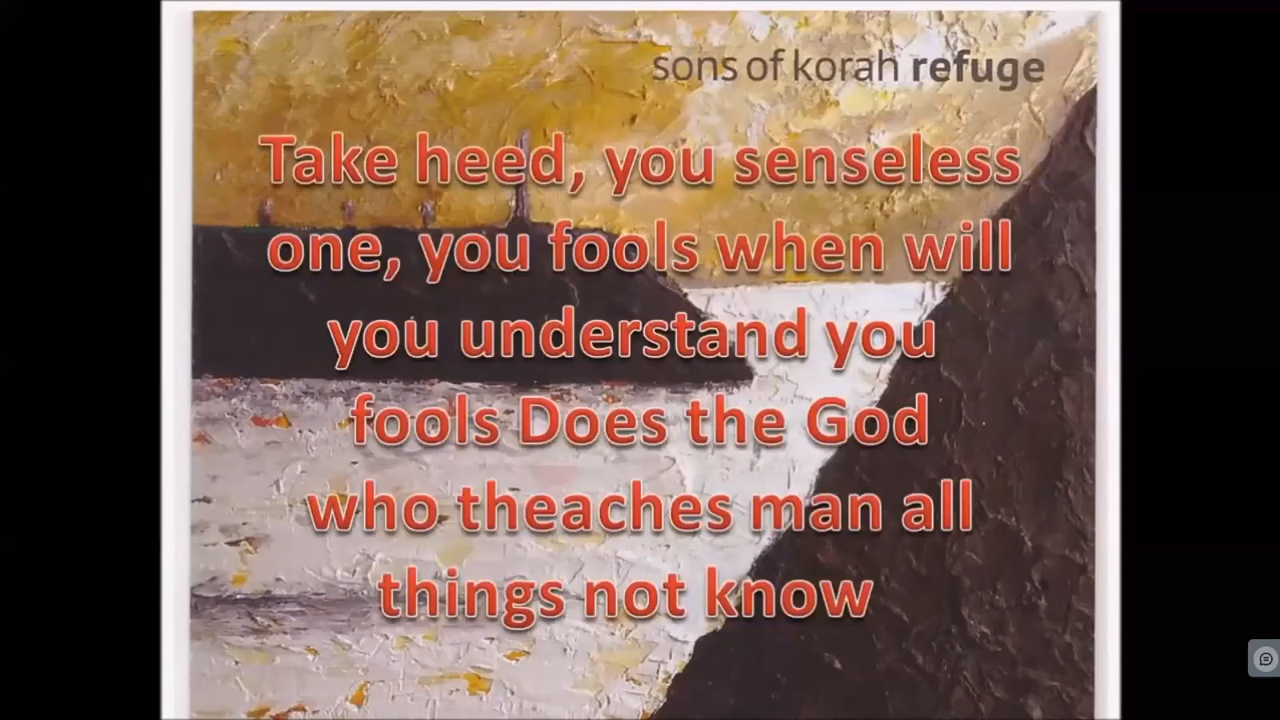 sons of korah refuge
Take heed, you senseless
one, you fools when will
you understand you
fools Does the God
who theaches man all
things not know